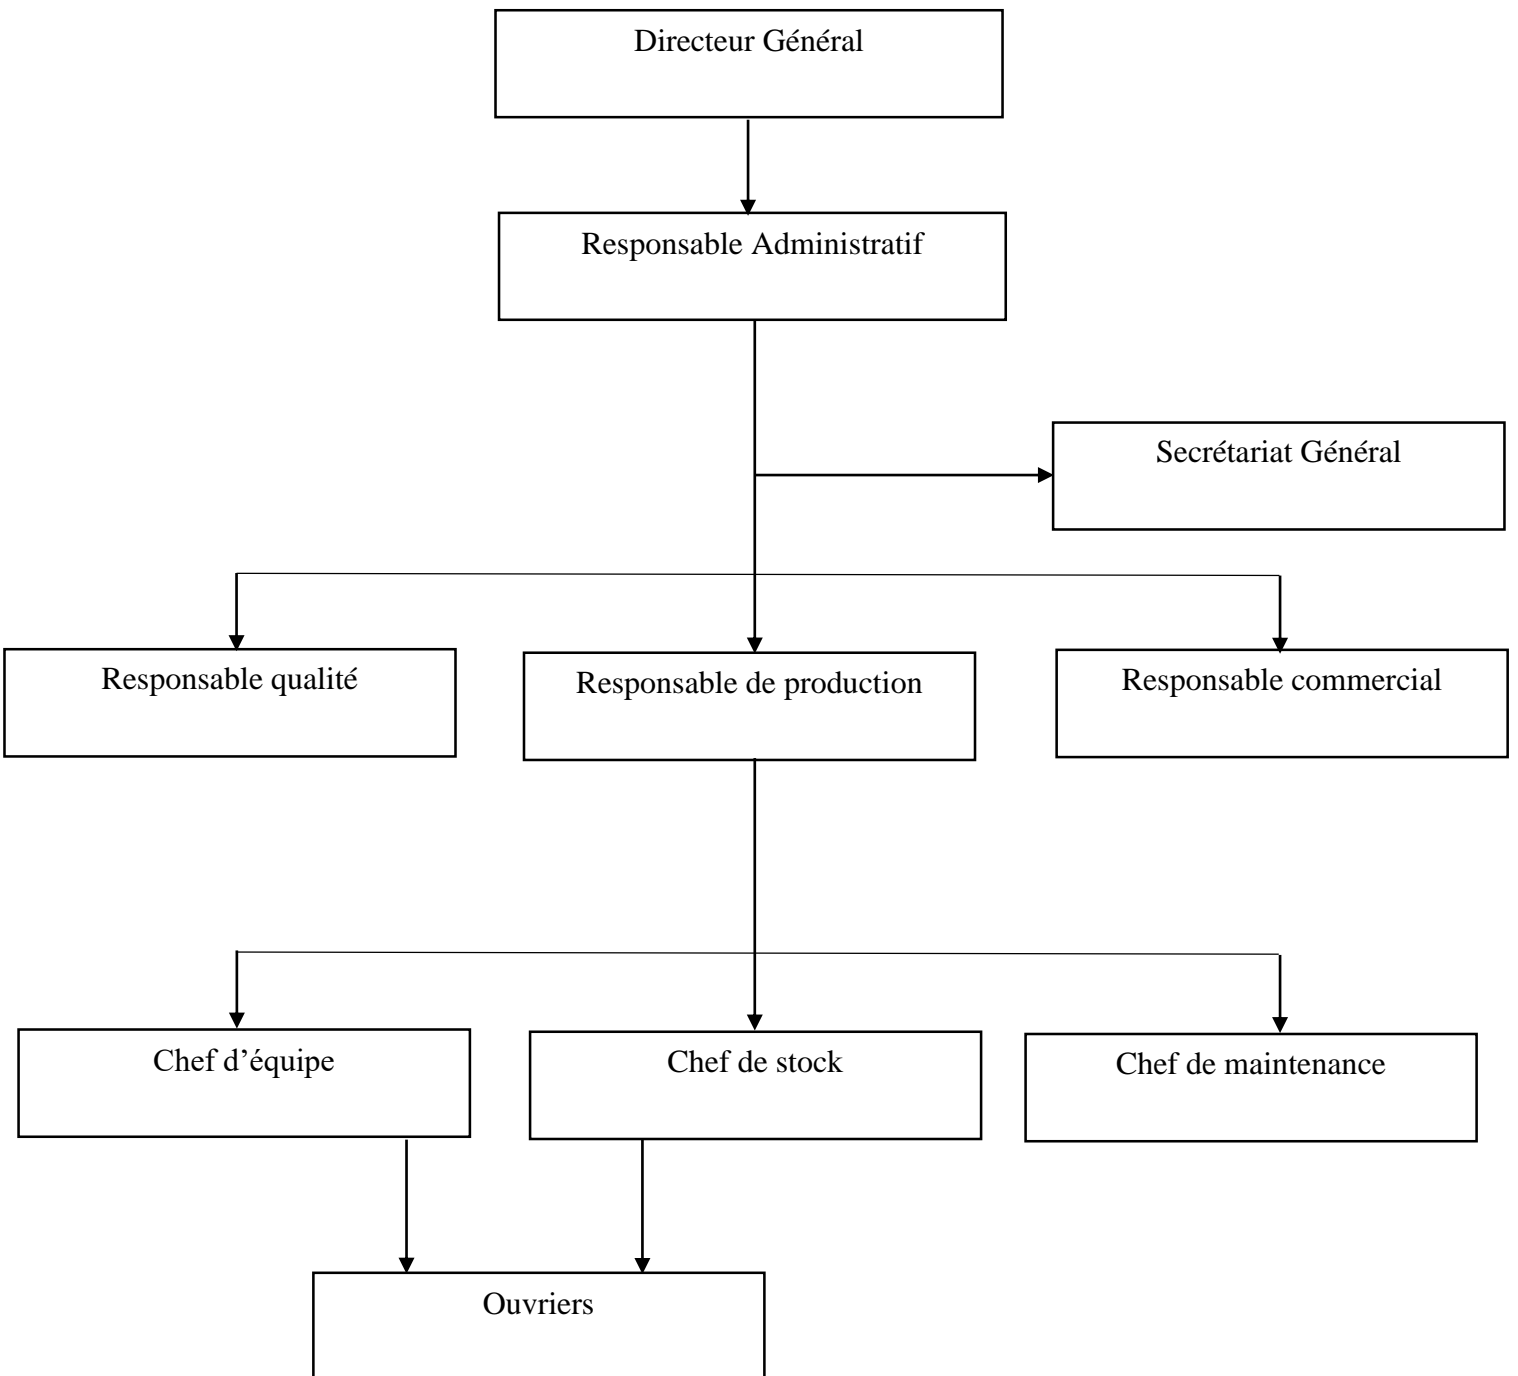 Directeur Général
Responsable Administratif
Secrétariat Général
Responsable qualité
Responsable de production
Responsable commercial
Chef d’équipe
Chef de stock
Chef de maintenance
Ouvriers